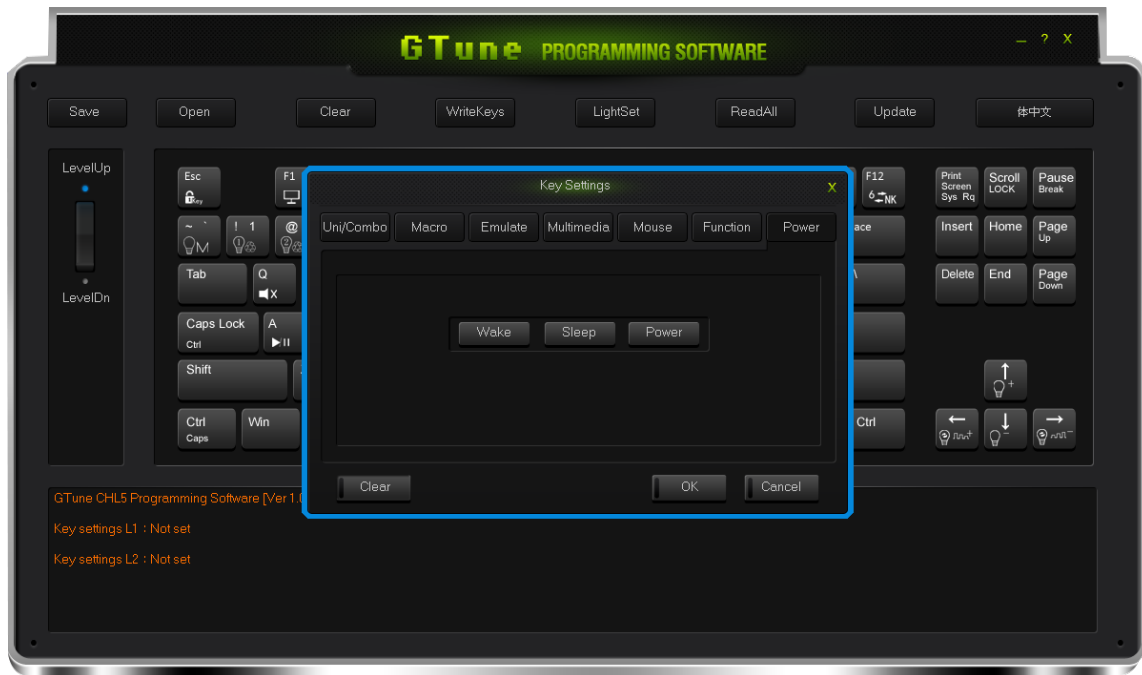 GTune PROGRAMMING SOFTWARE
– ? X
Save Open Clear WriteKeys LightSet ReadAll Update 体中文
LevelUp
LevelDn
Esc
F1
F12
6 NK
Print Screen Sys Rq
Scroll LOCK
Pause Break
~ `
M
! 1
@
ace
Insert
Home
Page Up
Tab
Q
X
\
Delete
End
Page Down
Caps Lock
Ctrl
A
Shift
Ctrl
Caps
Win
Ctrl
Key Settings X
Uni/Combo Macro Emulate Multimedia Mouse Function Power
Wake Sleep Power
Clear OK Cancel
GTune CHL5 Programming Software [Ver 1.0
Key settings L1 : Not set
Key settings L2 : Not set